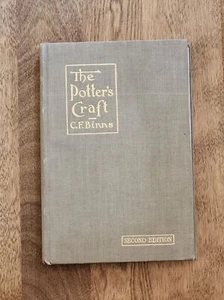 The
Potter's
Craft
C.F.Binns
SECOND EDITION